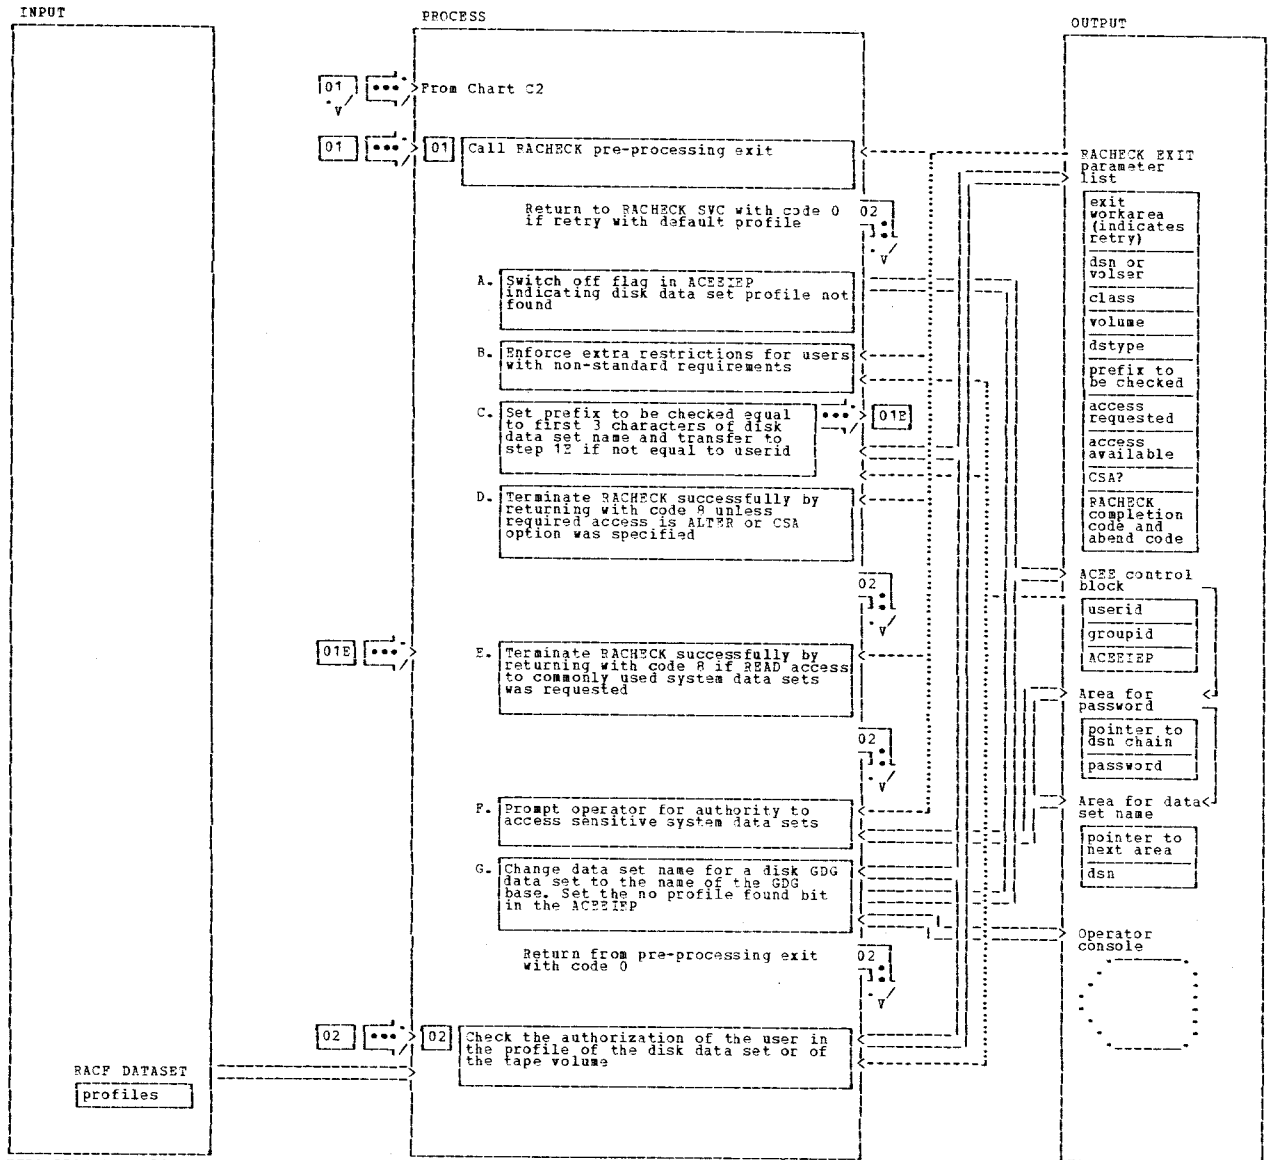 INPUT
PROCESS
OUTPUT
01
From Chart C2
01
01
Call RACHECK pre-processing exit
Return to RACHECK SVC with code 0
if retry with default profile
02
A. Switch off flag in ACEEIEP
indicating disk data set profile not
found
B. Enforce extra restrictions for users
with non-standard requirements
C. Set prefix to be checked equal
to first 3 characters of disk
data set name and transfer to
step 1E if not equal to userid
01E
D. Terminate RACHECK successfully by
returning with code 8 unless
required access is ALTER or CSA
option was specified
02
01E
E. Terminate RACHECK successfully by
returning with code 8 if READ access
to commonly used system data sets
was requested
02
F. Prompt operator for authority to
access sensitive system data sets
G. Change data set name for a disk GDG
data set to the name of the GDG
base. Set the no profile found bit
in the ACEEIEP
Return from pre-processing exit
with code 0
02
02
02
Check the authorization of the user in
the profile of the disk data set or of
the tape volume
RACF DATASET
profiles
RACHECK EXIT
parameter
list
exit
workarea
(indicates
retry)
dsn or
volser
class
volume
dstype
prefix to
be checked
access
requested
access
available
CSA?
RACHECK
completion
code and
abend code
ACEE control
block
userid
groupid
ACEEIEP
Area for
password
pointer to
dsn chain
password
Area for data
set name
pointer to
next area
dsn
Operator
console